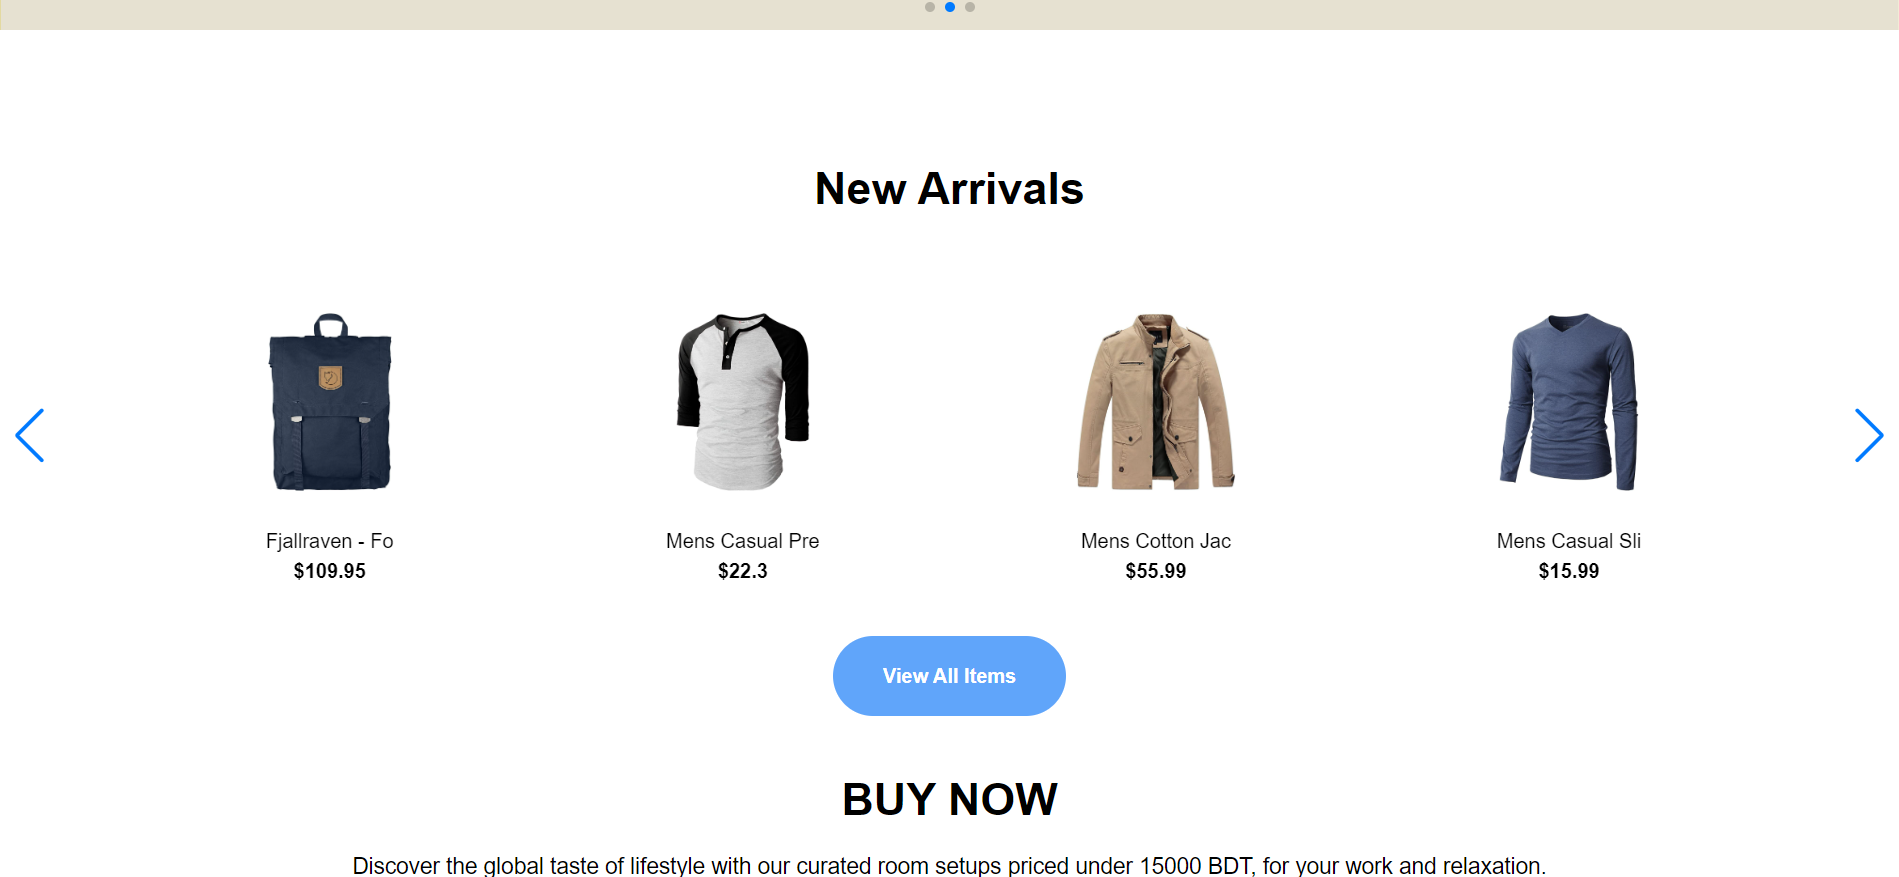 New Arrivals
Fjallraven - Fo
$109.95
Mens Casual Pre
$22.3
Mens Cotton Jac
$55.99
Mens Casual Sli
$15.99
View All Items
BUY NOW
Discover the global taste of lifestyle with our curated room setups priced under 15000 BDT, for your work and relaxation.